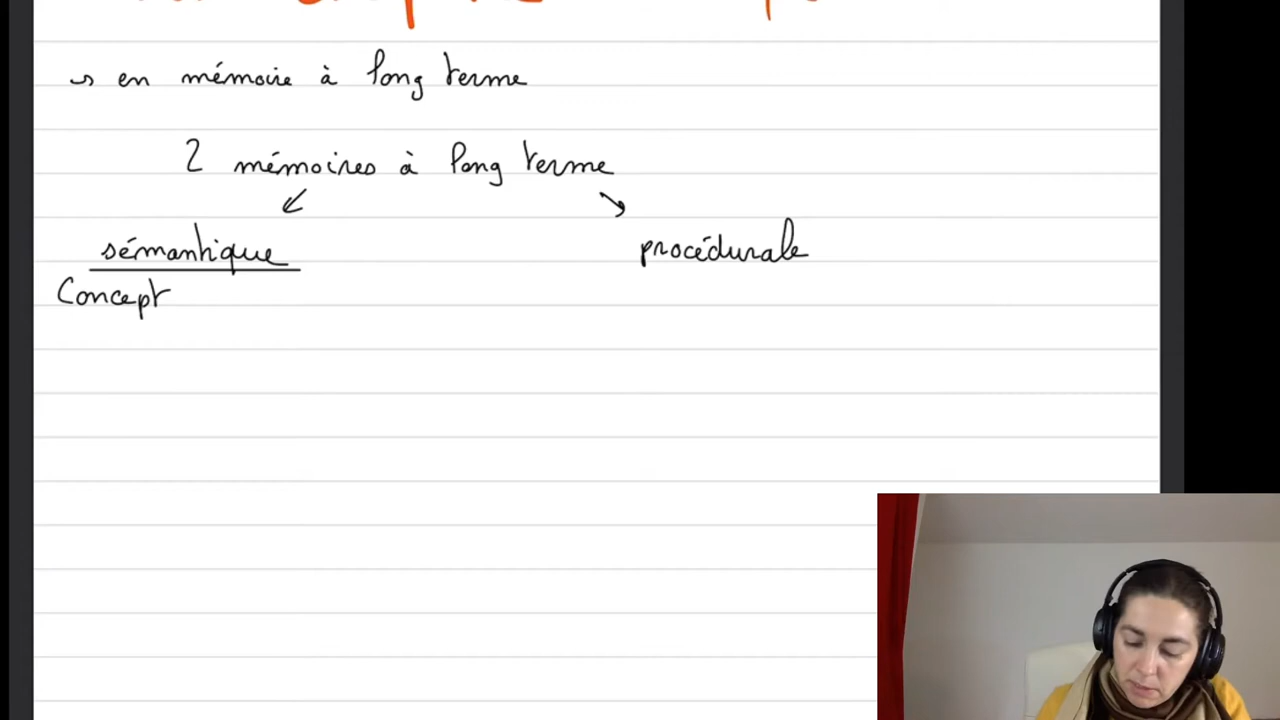 ↪ en mémoire à long terme
2 mémoires à long terme
↙ ↘
sémantique procédurale
Concept